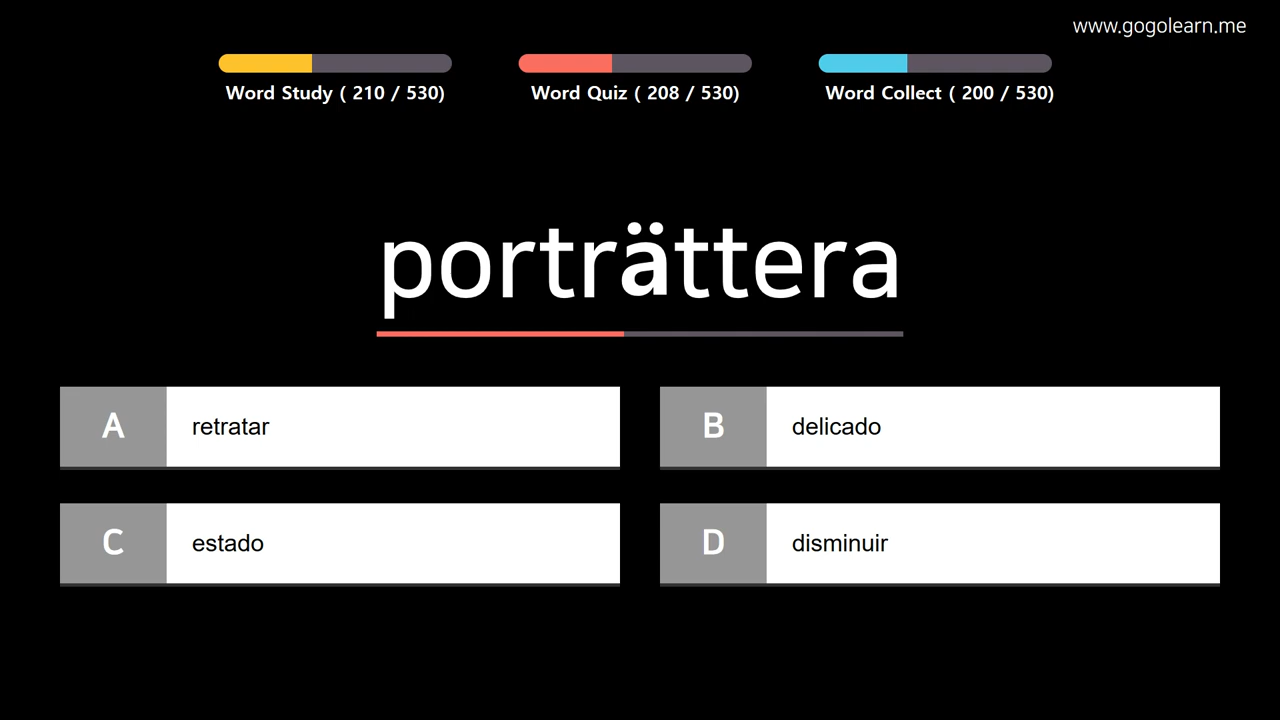 www.gogolearn.me
Word Study ( 210 / 530)
Word Quiz ( 208 / 530)
Word Collect ( 200 / 530)
porträttera
A retratar
B delicado
C estado
D disminuir